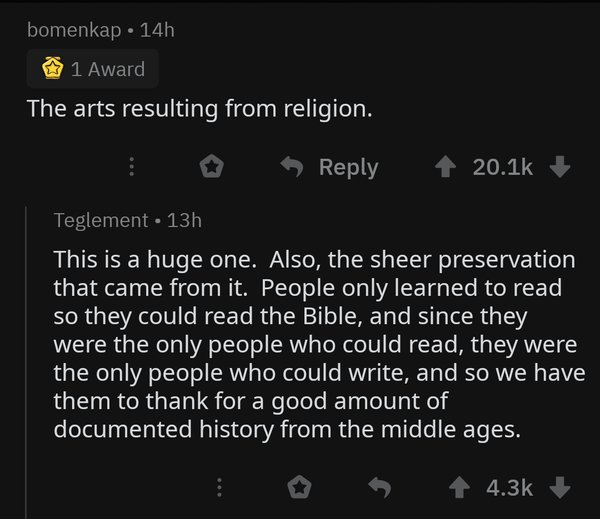 bomenkap • 14h
1 Award
The arts resulting from religion.
Reply 20.1k
Teglement • 13h
This is a huge one. Also, the sheer preservation
that came from it. People only learned to read
so they could read the Bible, and since they
were the only people who could read, they were
the only people who could write, and so we have
them to thank for a good amount of
documented history from the middle ages.
4.3k